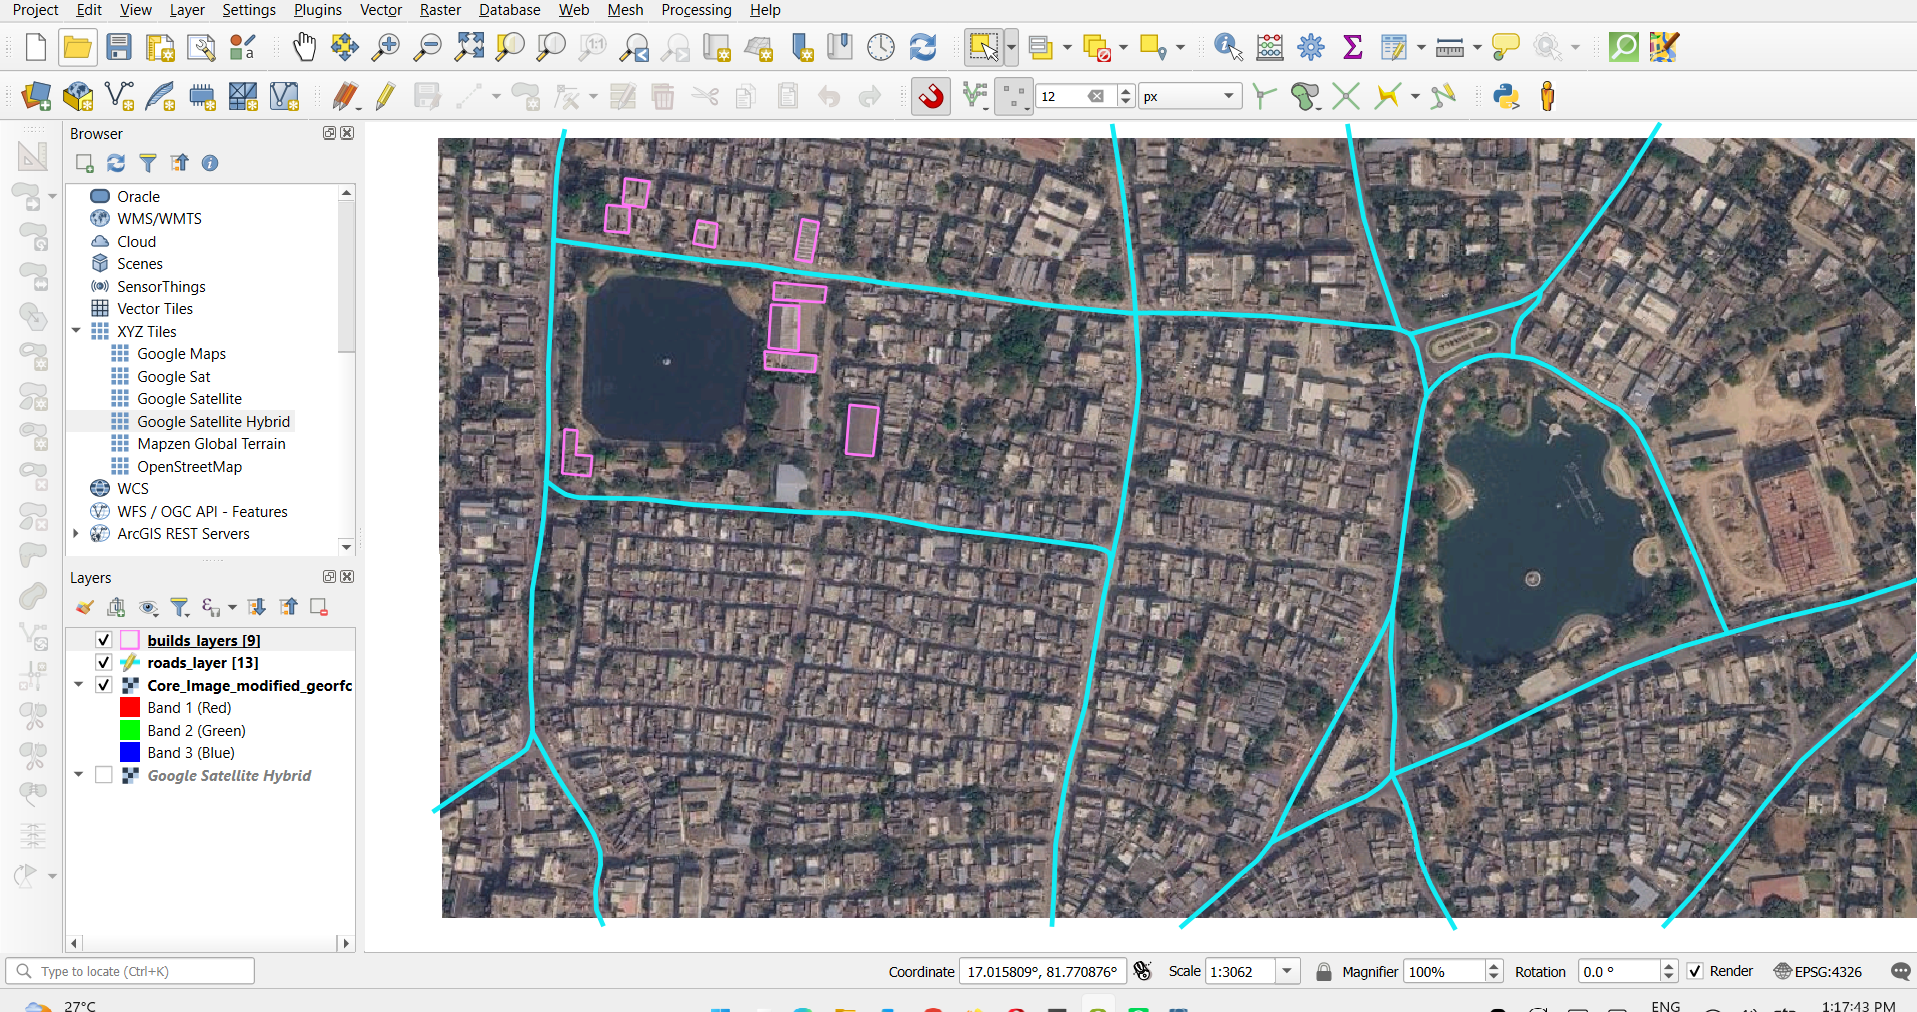 Project Edit View Layer Settings Plugins Vector Raster Database Web Mesh Processing Help
1:1
a
12
px
Browser
Oracle
WMS/WMTS
Cloud
Scenes
SensorThings
Vector Tiles
XYZ Tiles
Google Maps
Google Sat
Google Satellite
Google Satellite Hybrid
Mapzen Global Terrain
OpenStreetMap
WCS
WFS / OGC API - Features
ArcGIS REST Servers
Layers
builds_layers [9]
roads_layer [13]
Core_Image_modified_georfc
Band 1 (Red)
Band 2 (Green)
Band 3 (Blue)
Google Satellite Hybrid
Type to locate (Ctrl+K)
Coordinate 17.015809°, 81.770876° Scale 1:3062 Magnifier 100% Rotation 0.0 ° Render EPSG:4326
27°C
ENG
1:17:43 PM